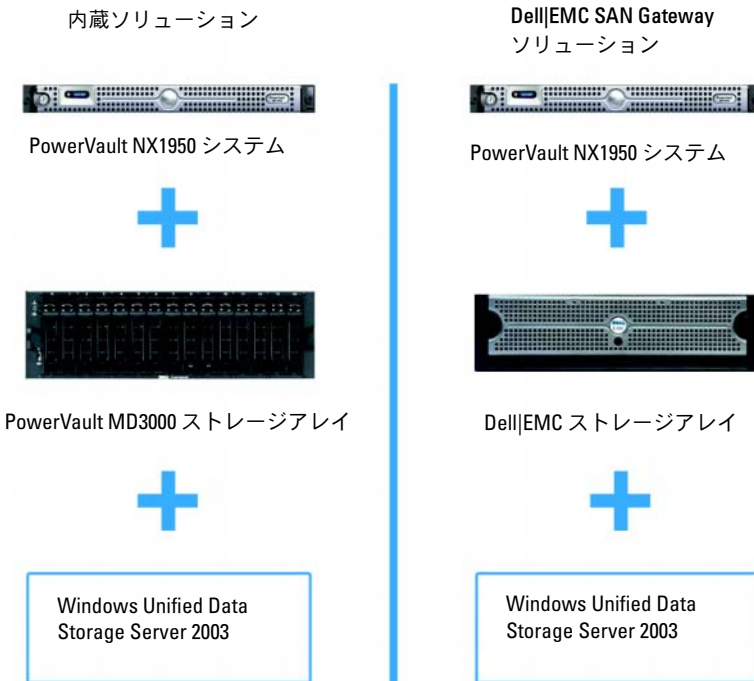 内蔵ソリューション
PowerVault NX1950 システム
PowerVault MD3000 ストレージアレイ
Windows Unified Data
Storage Server 2003
Dell|EMC SAN Gateway
ソリューション
PowerVault NX1950 システム
Dell|EMC ストレージアレイ
Windows Unified Data
Storage Server 2003